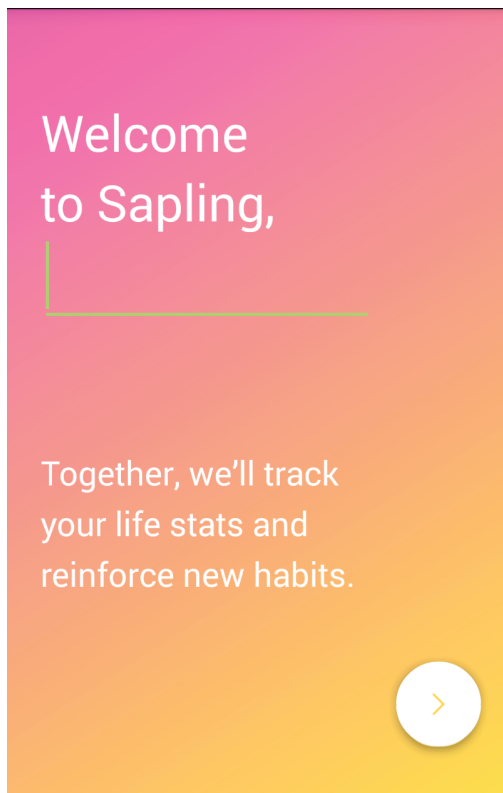 Welcome
to Sapling,
Together, we'll track
your life stats and
reinforce new habits.